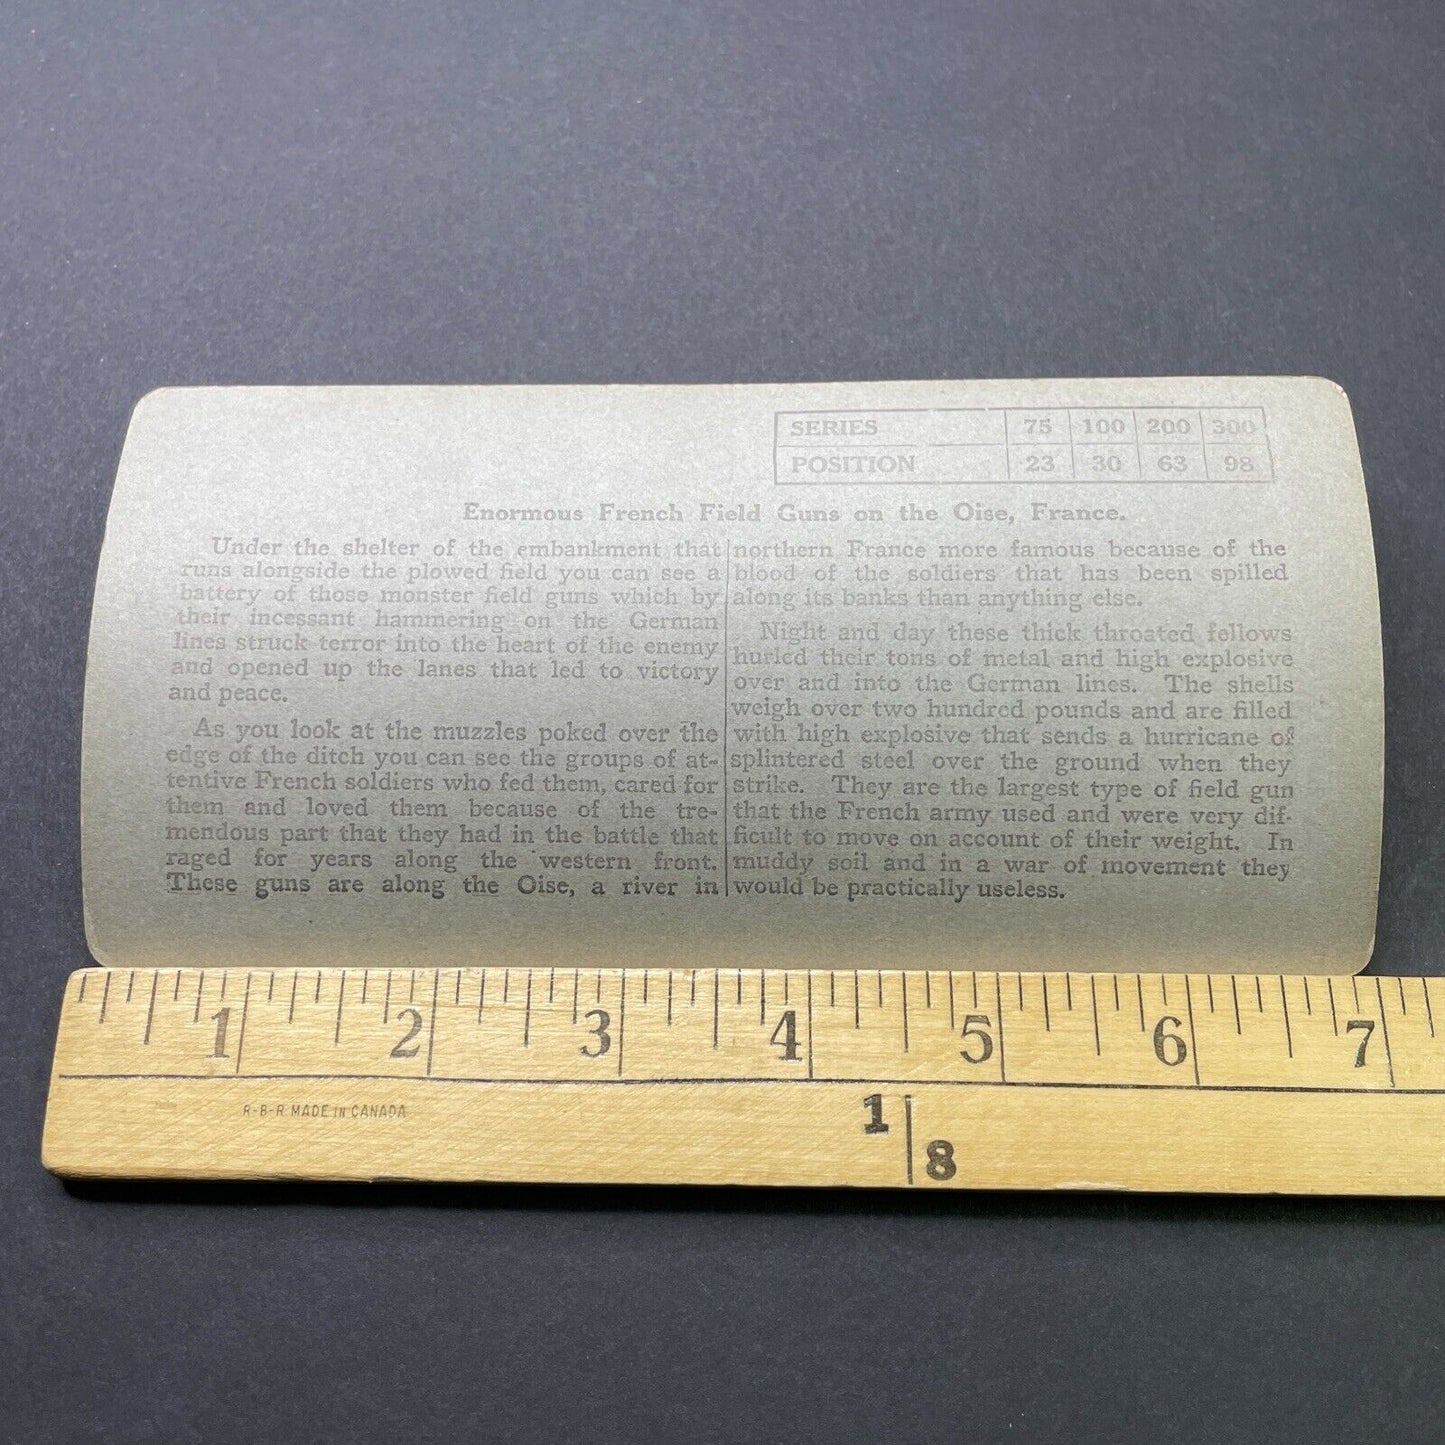 SERIES 75 100 200 300
POSITION 23 30 63 98
Enormous French Field Guns on the Oise, France.
Under the shelter of the embankment that
runs alongside the plowed field you can see a
battery of those monster field guns which by
their incessant hammering on the German
lines struck terror into the heart of the enemy
and opened up the lanes that led to victory
and peace.
As you look at the muzzles poked over the
edge of the ditch you can see the groups of at-
tentive French soldiers who fed them, cared for
them and loved them because of the tre-
mendous part that they had in the battle that
raged for years along the western front.
These guns are along the Oise, a river in
northern France more famous because of the
blood of the soldiers that has been spilled
along its banks than anything else.
Night and day these thick throated fellows
hurled their tons of metal and high explosive
over and into the German lines. The shells
weigh over two hundred pounds and are filled
with high explosive that sends a hurricane of
splintered steel over the ground when they
strike. They are the largest type of field gun
that the French army used and were very dif-
ficult to move on account of their weight. In
muddy soil and in a war of movement they
would be practically useless.
1 2 3 4 5 6 7
R-B-R MADE IN CANADA
1
8